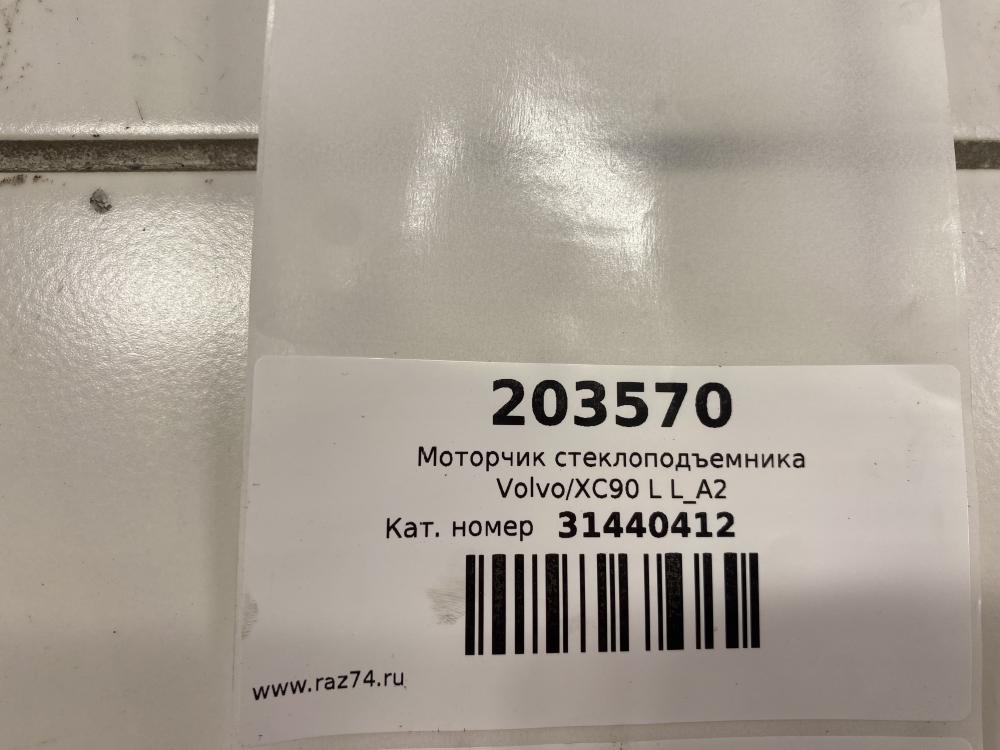 203570
Моторчик стеклоподъемника
Volvo/XC90 L L_A2
Кат. номер 31440412
www.raz74.ru